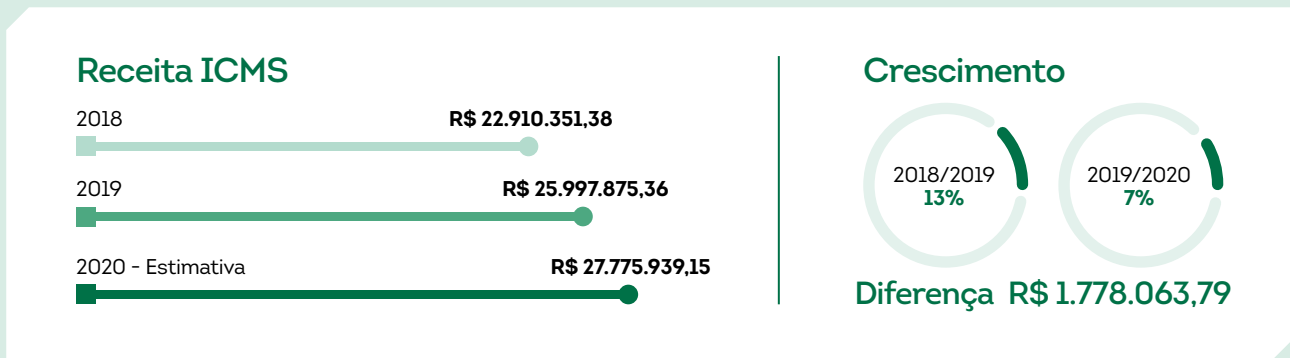 Receita ICMS
2018
R$ 22.910.351,38
2019
R$ 25.997.875,36
2020 - Estimativa
R$ 27.775.939,15
Crescimento
2018/2019
13%
2019/2020
7%
Diferença R$ 1.778.063,79